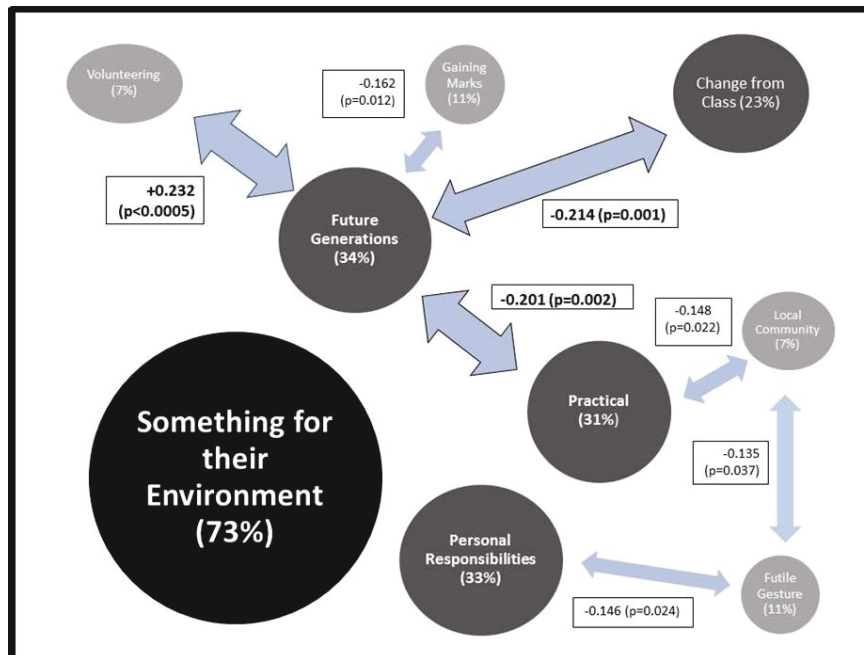 Volunteering
(7%)
-0.162
(p=0.012)
Gaining
Marks
(11%)
Change from
Class (23%)
+0.232
(p<0.0005)
Future
Generations
(34%)
-0.214 (p=0.001)
-0.201 (p=0.002)
-0.148
(p=0.022)
Local
Community
(7%)
Practical
(31%)
Something for
their
Environment
(73%)
-0.135
(p=0.037)
Personal
Responsibilities
(33%)
-0.146 (p=0.024)
Futile
Gesture
(11%)